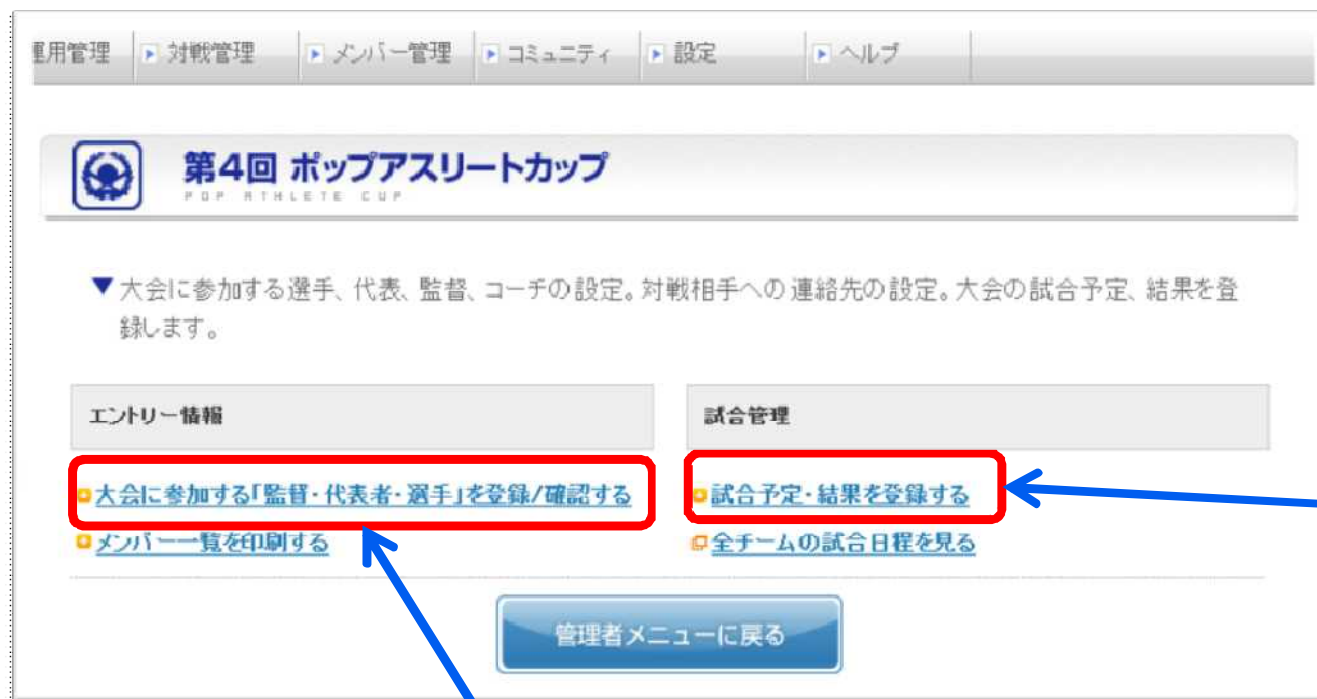 運用管理 対戦管理 メンバー管理 コミュニティ 設定 ヘルプ
第4回 ポップアスリートカップ
POP ATHLETE CUP
▼大会に参加する選手、代表、監督、コーチの設定。対戦相手への連絡先の設定。大会の試合予定、結果を登
録します。
エントリー情報
試合管理
大会に参加する「監督・代表者・選手」を登録/確認する
試合予定・結果を登録する
メンバー一覧を印刷する
全チームの試合日程を見る
管理者メニューに戻る